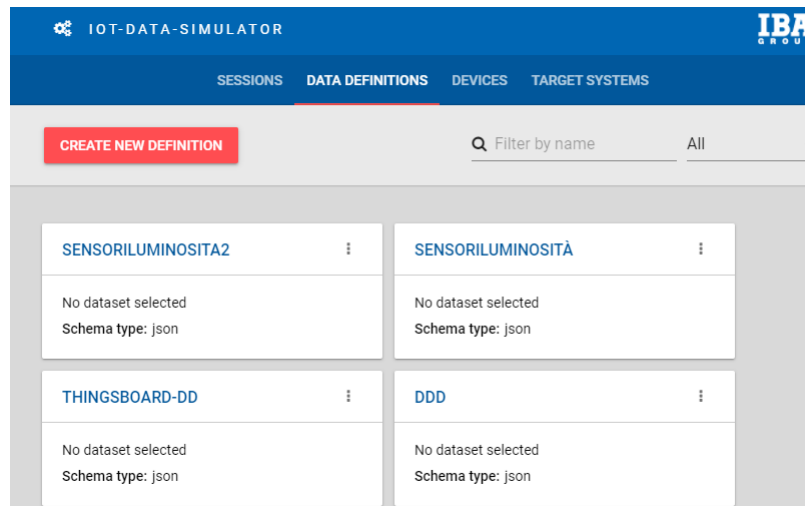 IOT-DATA-SIMULATOR
IBA
GROU
SESSIONS DATA DEFINITIONS DEVICES TARGET SYSTEMS
CREATE NEW DEFINITION Filter by name All
SENSORILUMINOSITA2
No dataset selected
Schema type: json
SENSORILUMINOSITÀ
No dataset selected
Schema type: json
THINGSBOARD-DD
No dataset selected
Schema type: json
DDD
No dataset selected
Schema type: json